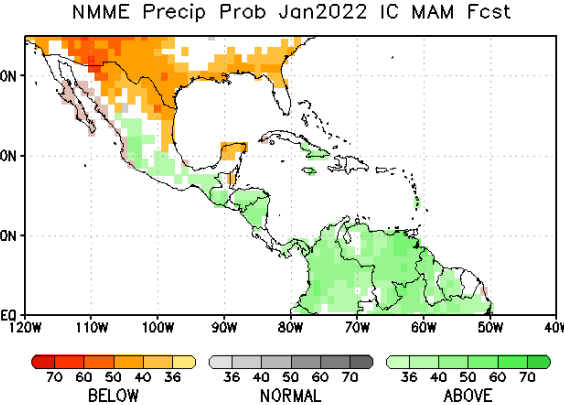 NMME Precip Prob Jan2022 IC MAM Fcst
0N
0N
0N
EQ
120W 110W 100W 90W 80W 70W 60W 50W 40W
70 60 50 40 36 36 40 50 60 70 36 40 50 60 70
BELOW NORMAL ABOVE